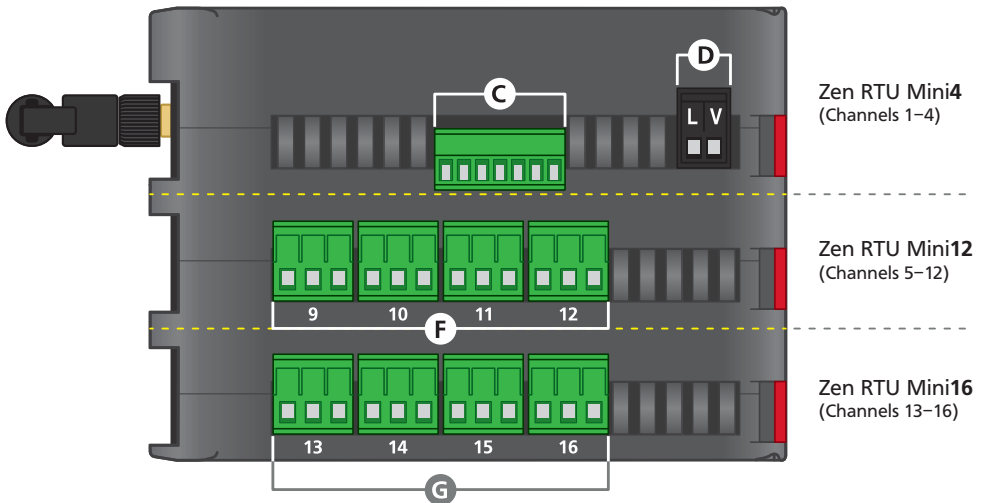 D
C
L V
Zen RTU Mini4
(Channels 1–4)
Zen RTU Mini12
(Channels 5–12)
9 10 11 12
F
Zen RTU Mini16
(Channels 13–16)
13 14 15 16
G